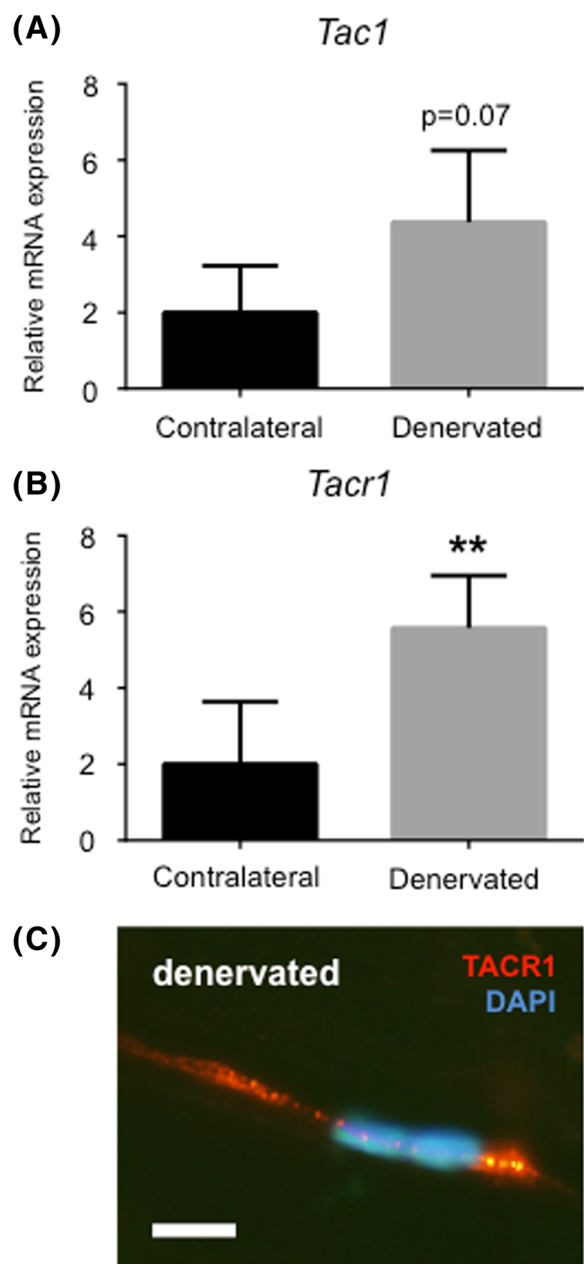 (A)
Tac1
Relative mRNA expression
8
6
4
2
0
p=0.07
Contralateral
Denervated
(B)
Tacr1
Relative mRNA expression
8
6
4
2
0
**
Contralateral
Denervated
(C)
denervated
TACR1
DAPI